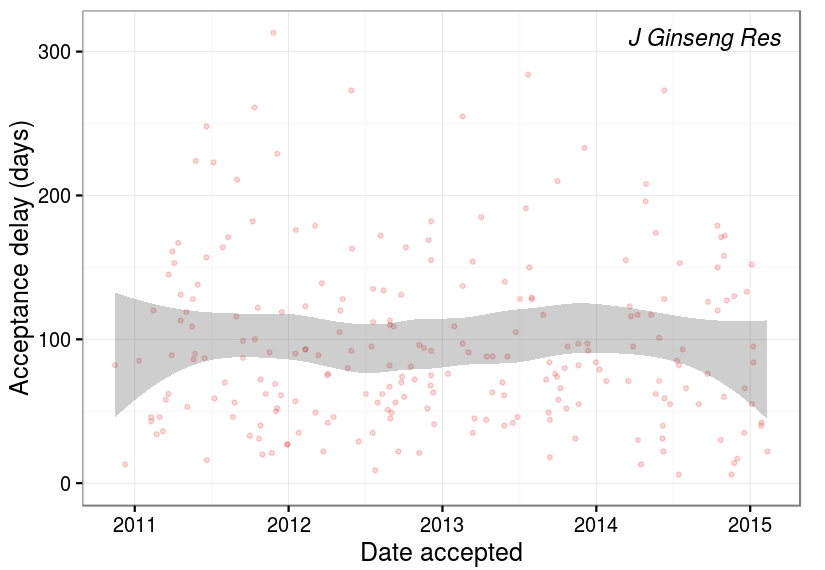 J Ginseng Res
Acceptance delay (days)
300
200
100
0
2011 2012 2013 2014 2015
Date accepted